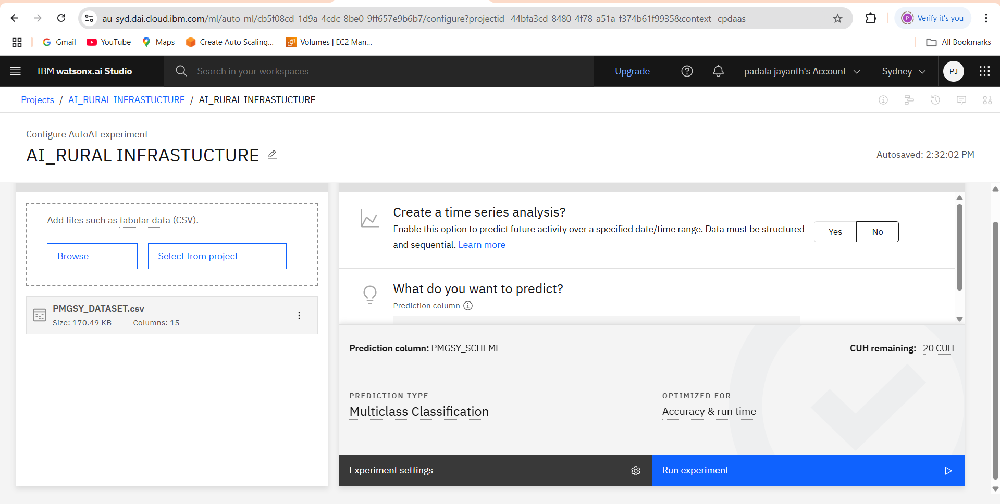 au-syd.dai.cloud.ibm.com/ml/auto-ml/cb5f08cd-1d9a-4cdc-8be0-9ff657e9b6b7/configure?projectid=44bfa3cd-8480-4f78-a51a-f374b61f9935&context=cpdaas
P
Verify it's you
Gmail
YouTube
Maps
Create Auto Scaling...
Volumes | EC2 Man...
All Bookmarks
IBM watsonx.ai Studio
Search in your workspaces
Upgrade
padala jayanth's Account
Sydney
PJ
Projects / AI_RURAL INFRASTUCTURE / AI_RURAL INFRASTUCTURE
Configure AutoAI experiment
AI_RURAL INFRASTUCTURE
Autosaved: 2:32:02 PM
Add files such as tabular data (CSV).
Browse
Select from project
PMGSY_DATASET.csv
Size: 170.49 KB
Columns: 15
Create a time series analysis?
Enable this option to predict future activity over a specified date/time range. Data must be structured
and sequential. Learn more
Yes
No
What do you want to predict?
Prediction column
Prediction column: PMGSY_SCHEME
CUH remaining: 20 CUH
PREDICTION TYPE
Multiclass Classification
OPTIMIZED FOR
Accuracy & run time
Experiment settings
Run experiment